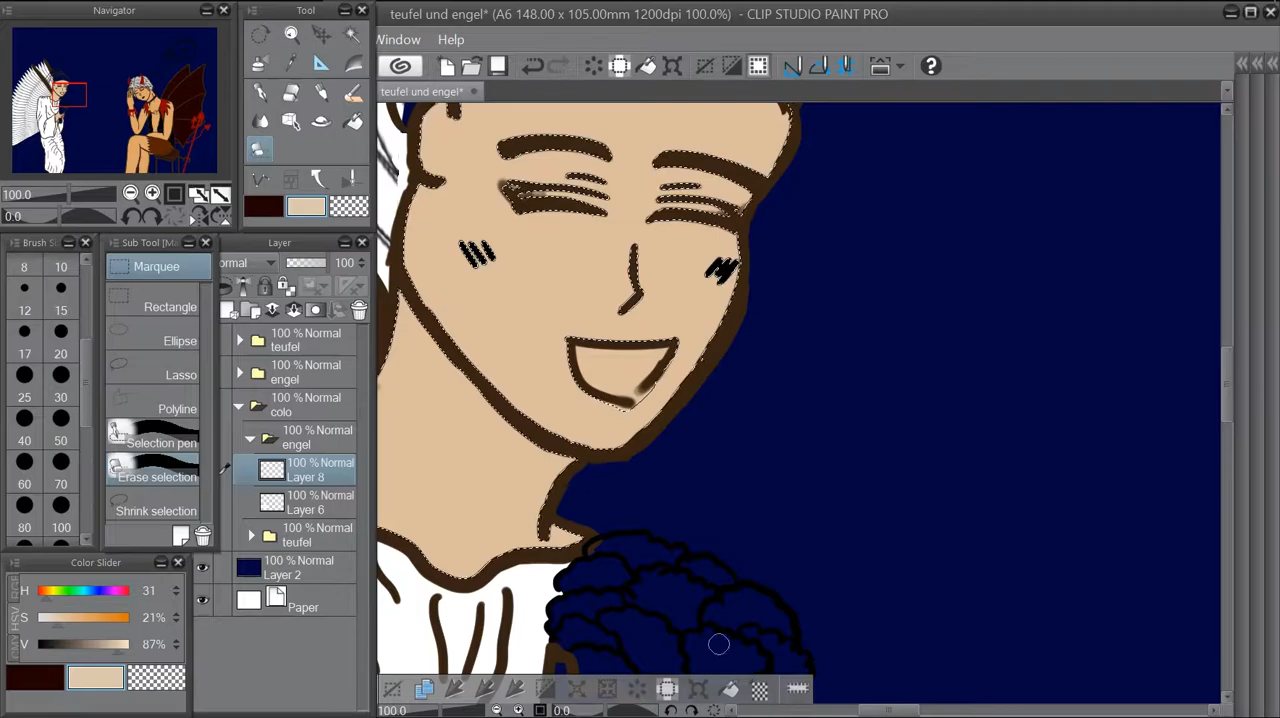 Navigator
Tool
teufel und engel* (A6 148.00 x 105.00mm 1200dpi 100.0%) - CLIP STUDIO PAINT PRO
Window Help
teufel und engel*
100.0
0.0
Brush S
Sub Tool [Ma
Layer
8 10
12 15
17 20
25 30
40 50
60 70
80 100
Marquee
Rectangle
Ellipse
Lasso
Polyline
Selection pen
Erase selection
Shrink selection
ormal 100
100 % Normal
teufel
100 % Normal
engel
100 % Normal
colo
100 % Normal
engel
100 % Normal
Layer 8
100 % Normal
Layer 6
100 % Normal
teufel
100 % Normal
Layer 2
Paper
Color Slider
H 31
S 21%
V 87%
100.0 0.0